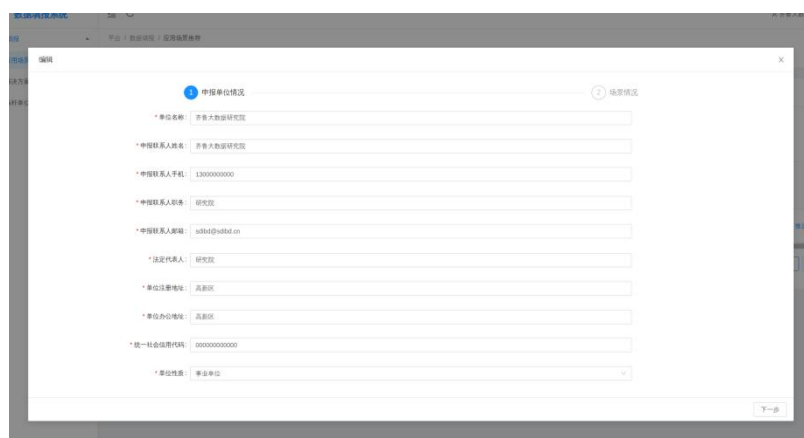 数据填报系统
平台 / 数据填报 / 应用场景推荐
编辑
1 申报单位情况
2 场景情况
* 单位名称: 齐鲁大数据研究院
* 申报联系人姓名: 齐鲁大数据研究院
* 申报联系人手机: 13000000000
* 申报联系人职务: 研究院
* 申报联系人邮箱: sdibd@sdibd.cn
* 法定代表人: 研究院
* 单位注册地址: 高新区
* 单位办公地址: 高新区
* 统一社会信用代码: 000000000000
* 单位性质: 事业单位
下一步